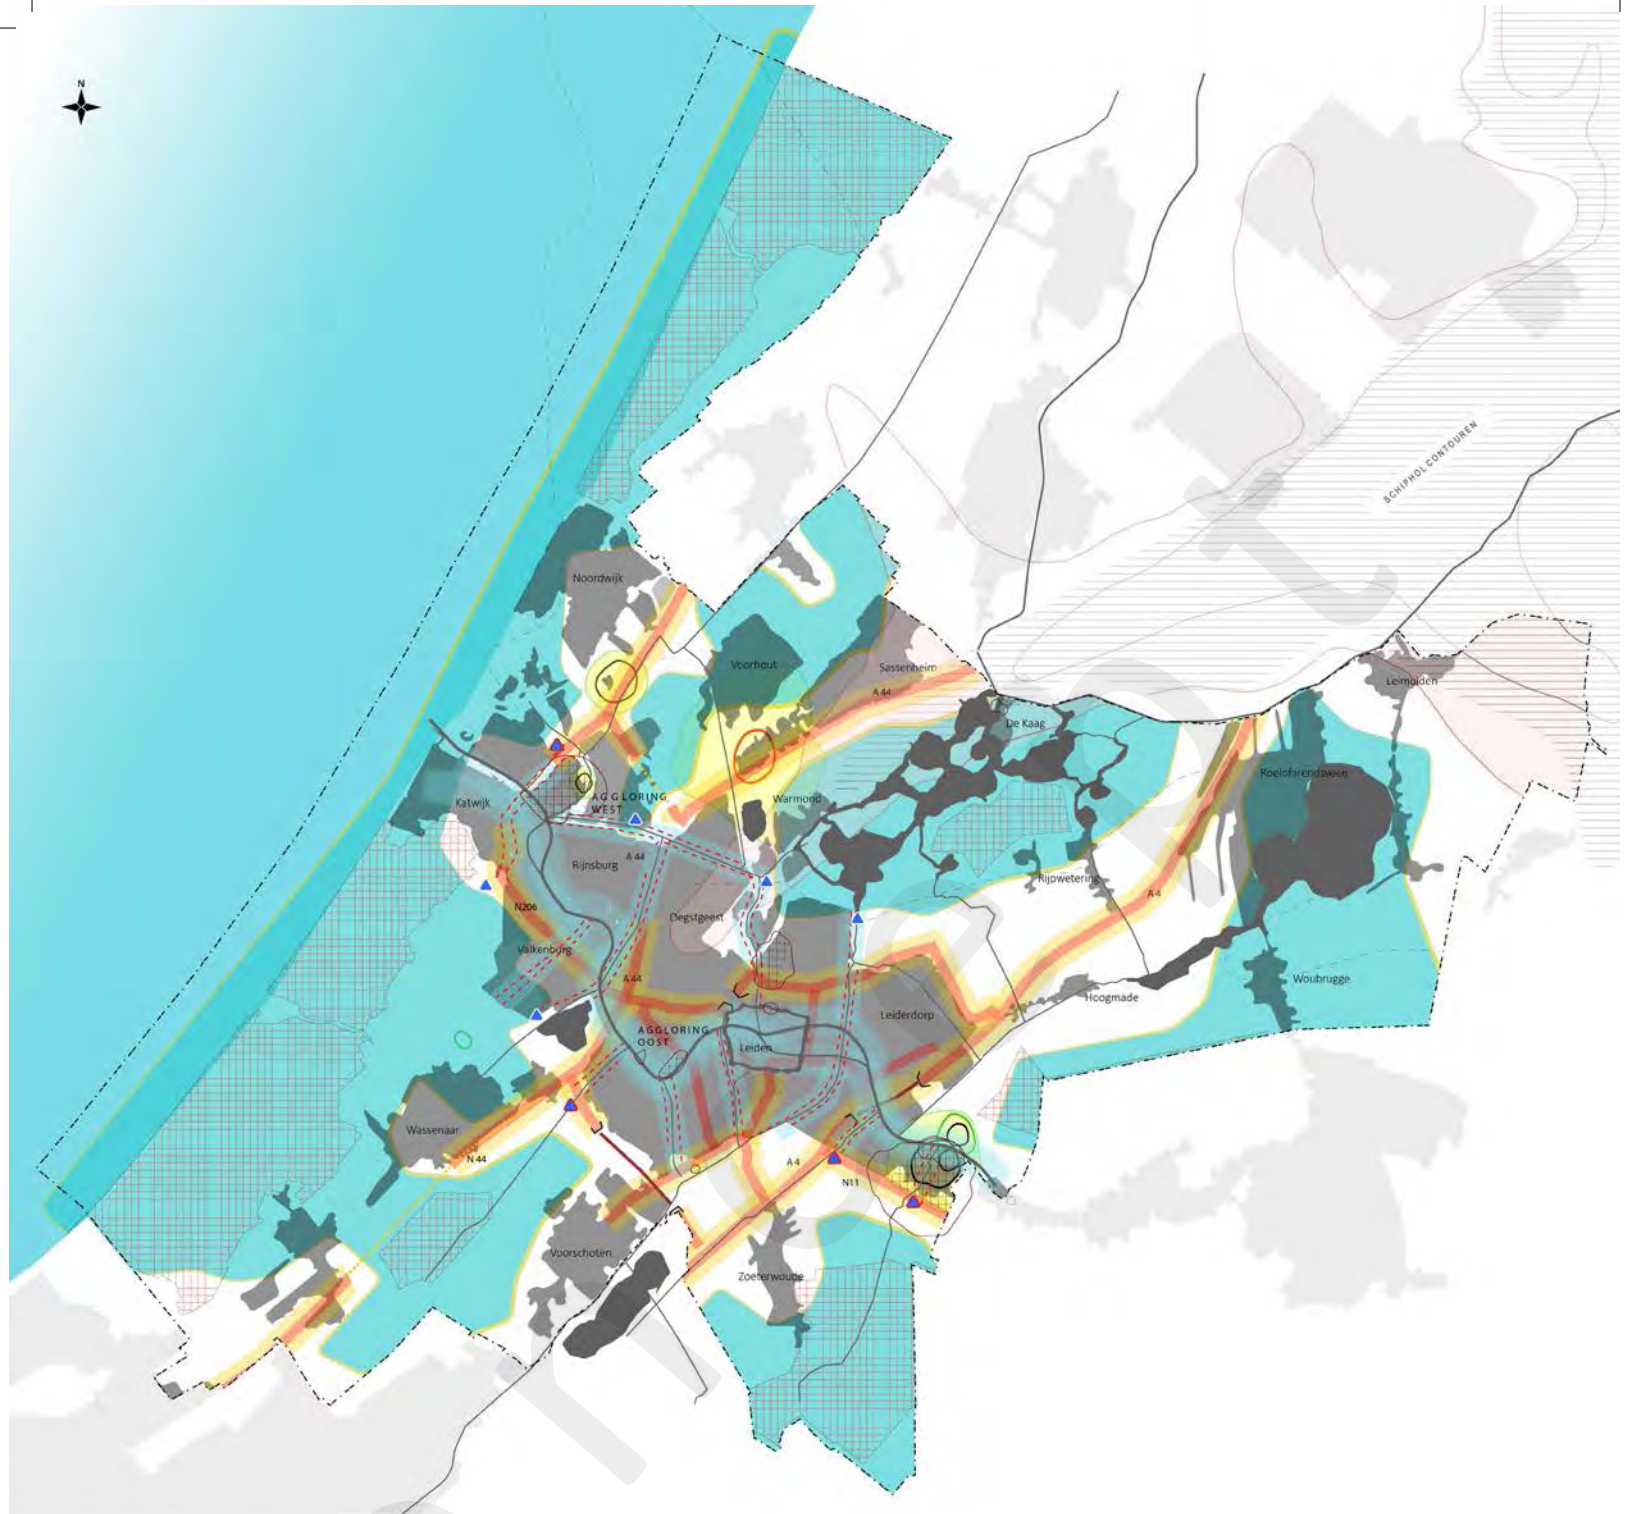 N
SCHIPHOL CONTOUREN
Noordwijk
Voorhout
Sassenheim
A 44
Leimuiden
De Kaag
Roelofarendsveen
Katwijk
AGGLORING
WEST
Warmond
A 44
Rijnsburg
Rijpwetering
A 4
N206
Oegstgeest
Valkenburg
A 44
Woubrugge
Hoogmade
Leiderdorp
AGGLORING
OOST
Leiden
Wassenaar
N 44
A 4
N11
Voorschoten
Zoeterwoude